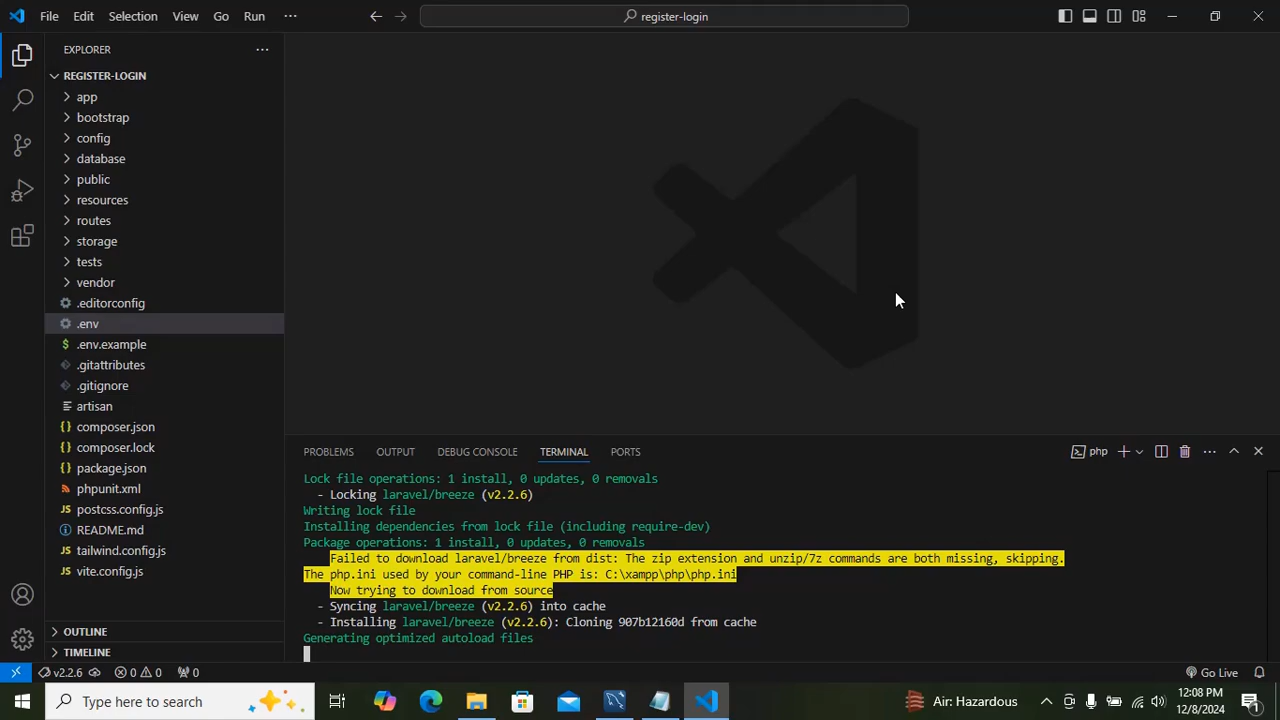 File Edit Selection View Go Run ···
register-login
EXPLORER
REGISTER-LOGIN
app
bootstrap
config
database
public
resources
routes
storage
tests
vendor
.editorconfig
.env
.env.example
.gitattributes
.gitignore
artisan
composer.json
composer.lock
package.json
phpunit.xml
postcss.config.js
README.md
tailwind.config.js
vite.config.js
OUTLINE
TIMELINE
PROBLEMS OUTPUT DEBUG CONSOLE TERMINAL PORTS
php
Lock file operations: 1 install, 0 updates, 0 removals
- Locking laravel/breeze (v2.2.6)
Writing lock file
Installing dependencies from lock file (including require-dev)
Package operations: 1 install, 0 updates, 0 removals
Failed to download laravel/breeze from dist: The zip extension and unzip/7z commands are both missing, skipping.
The php.ini used by your command-line PHP is: C:\xampp\php\php.ini
Now trying to download from source
- Syncing laravel/breeze (v2.2.6) into cache
- Installing laravel/breeze (v2.2.6): Cloning 907b12160d from cache
Generating optimized autoload files
v2.2.6 0 0 0
Go Live
Type here to search
Air: Hazardous
12:08 PM
12/8/2024
1